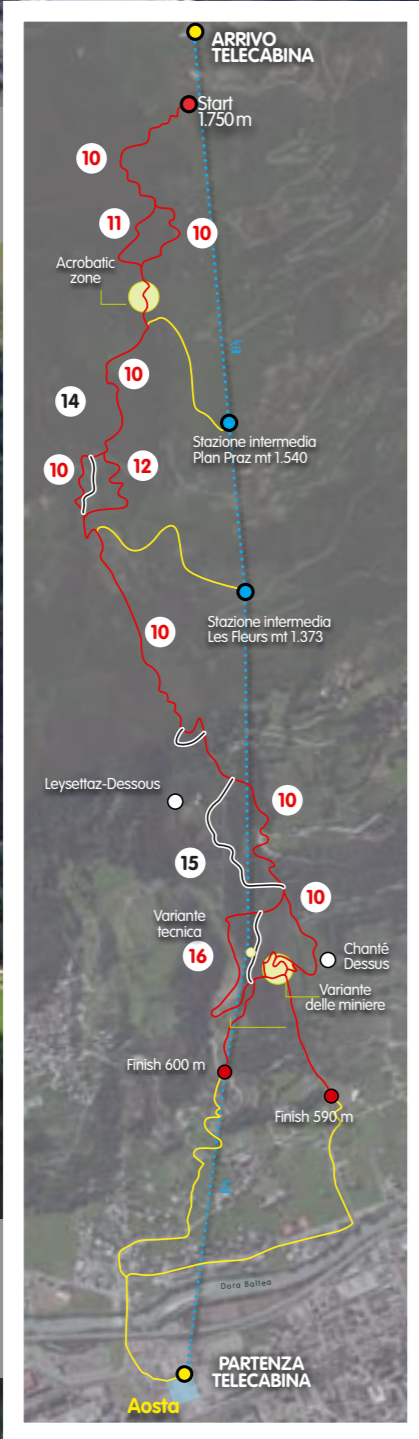 ARRIVO
TELECABINA
Start
1.750 m
10
11
10
Acrobatic
zone
10
14
Stazione intermedia
Plan Praz mt 1.540
10
12
Stazione intermedia
Les Fleurs mt 1.373
10
Leysettaz-Dessous
10
15
10
Variante
tecnica
16
Chanté
Dessus
Variante
delle miniere
Finish 600 m
Finish 590 m
Dora Baltea
PARTENZA
TELECABINA
Aosta